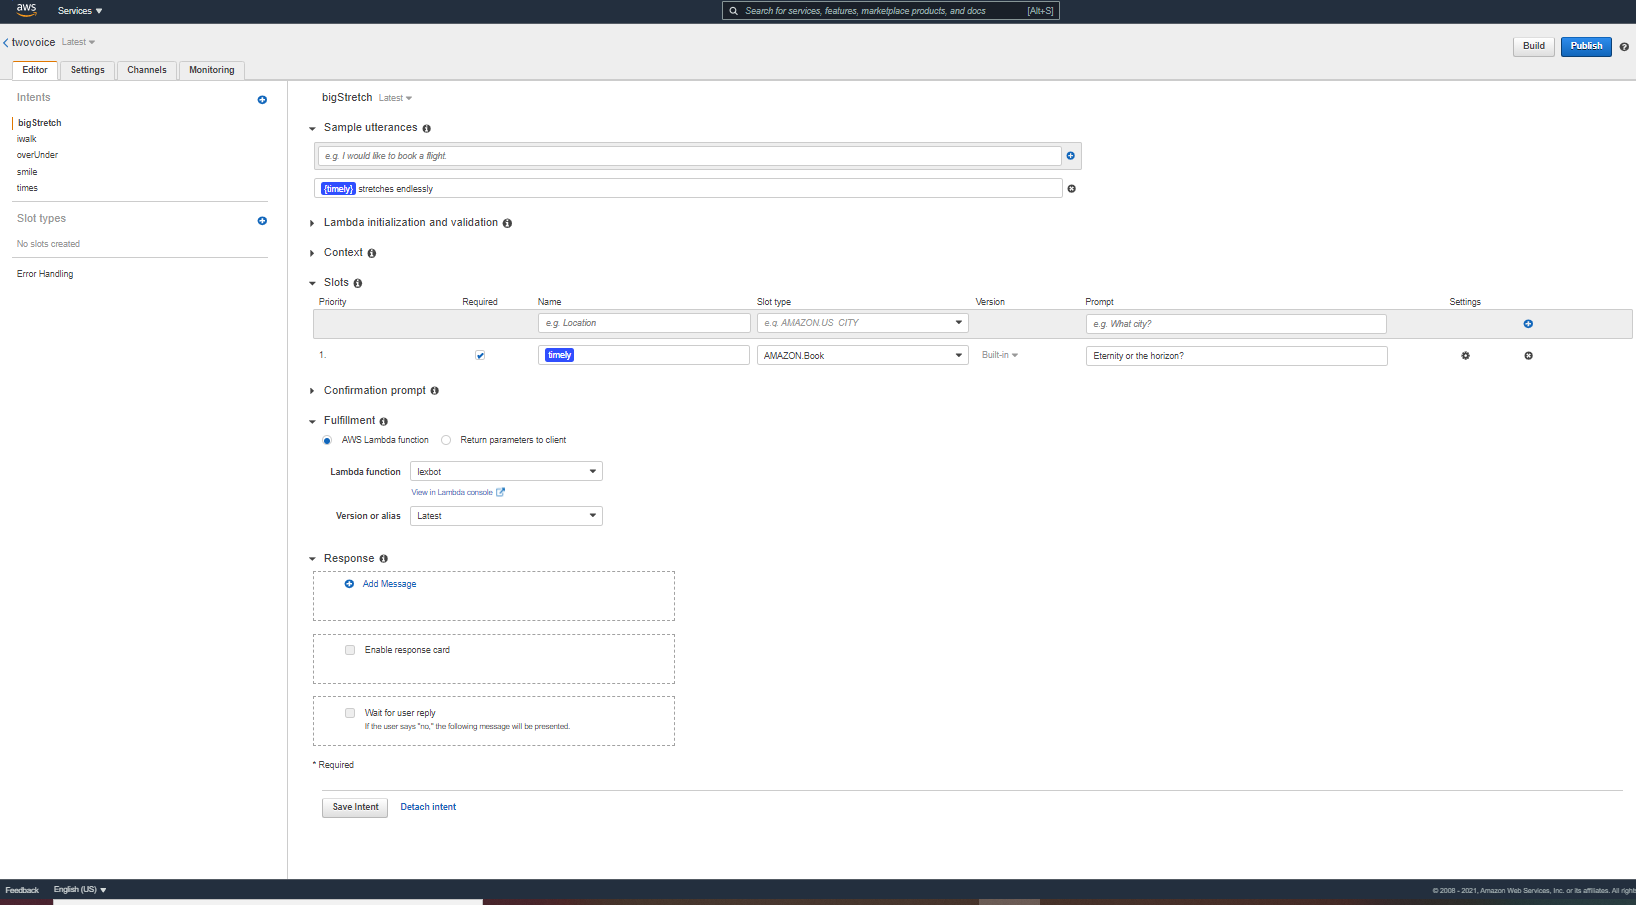 aws
Services
Search for services, features, marketplace products, and docs [Alt+S]
twovoice Latest
Build Publish
Editor Settings Channels Monitoring
Intents
bigStretch
iwalk
overUnder
smile
times
Slot types
No slots created
Error Handling
bigStretch Latest
Sample utterances
e.g. I would like to book a flight.
{timely} stretches endlessly
Lambda initialization and validation
Context
Slots
Priority Required Name Slot type Version Prompt Settings
e.g. Location e.g. AMAZON.US_CITY e.g. What city?
1. timely AMAZON.Book Built-in Eternity or the horizon?
Confirmation prompt
Fulfillment
AWS Lambda function Return parameters to client
Lambda function lexbot
View in Lambda console
Version or alias Latest
Response
Add Message
Enable response card
Wait for user reply
If the user says "no," the following message will be presented.
* Required
Save Intent Detach intent
Feedback English (US) © 2008 - 2021, Amazon Web Services, Inc. or its affiliates. All rights